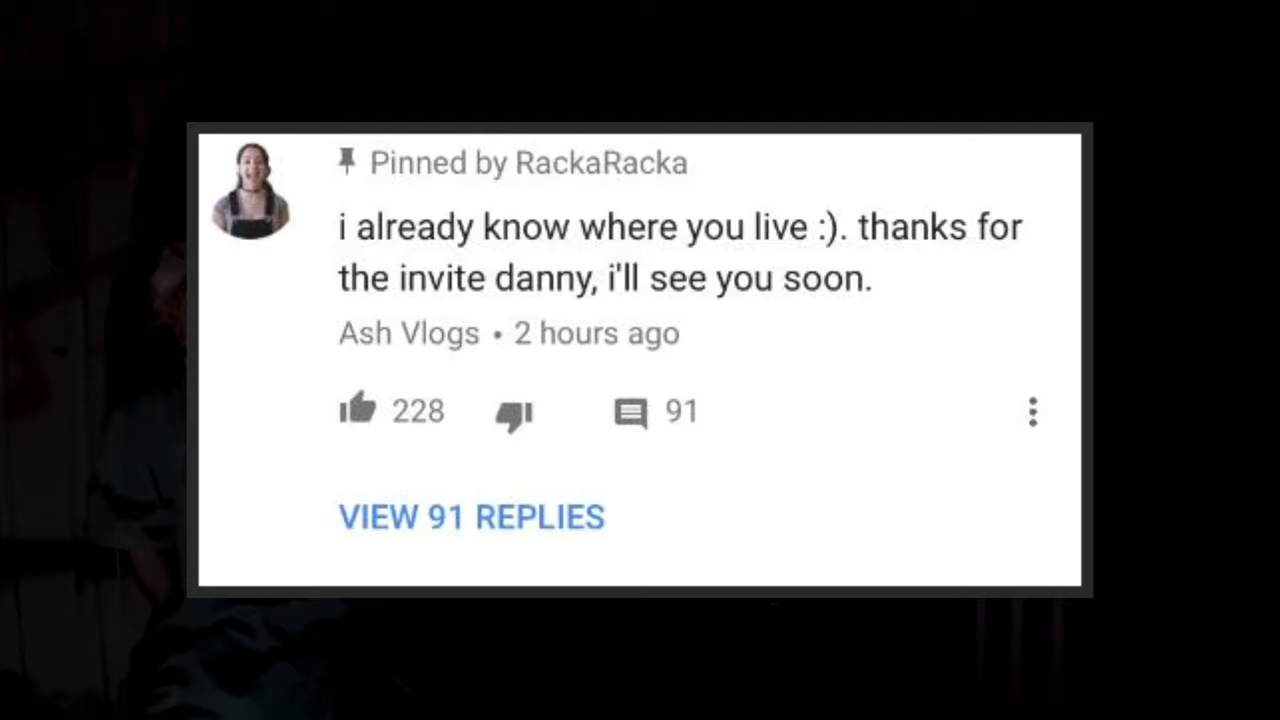 Pinned by RackaRacka
i already know where you live :). thanks for
the invite danny, i'll see you soon.
Ash Vlogs • 2 hours ago
228 91
VIEW 91 REPLIES